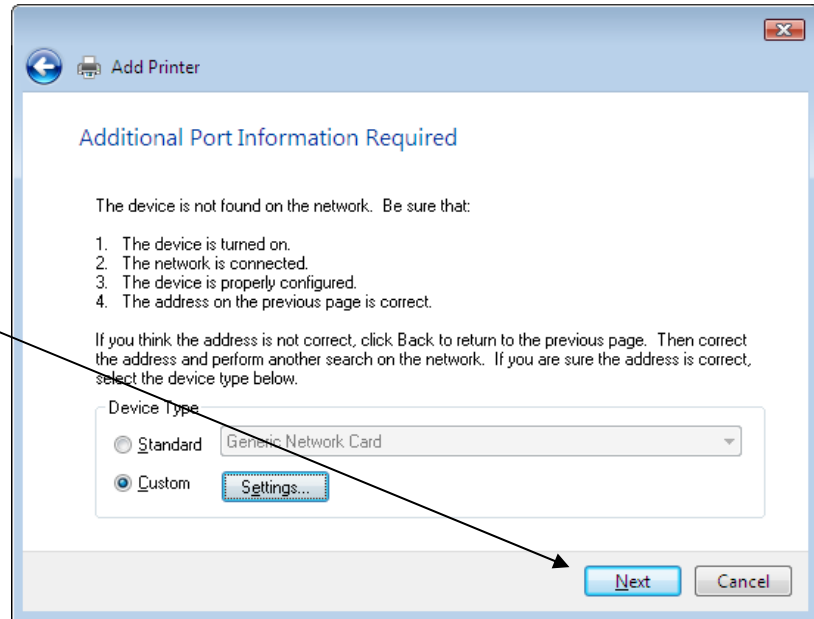 Add Printer
Additional Port Information Required
The device is not found on the network.  Be sure that:
1.  The device is turned on.
2.  The network is connected.
3.  The device is properly configured.
4.  The address on the previous page is correct.
If you think the address is not correct, click Back to return to the previous page.  Then correct
the address and perform another search on the network.  If you are sure the address is correct,
select the device type below.
Device Type
Standard Generic Network Card
Custom Settings...
Next Cancel